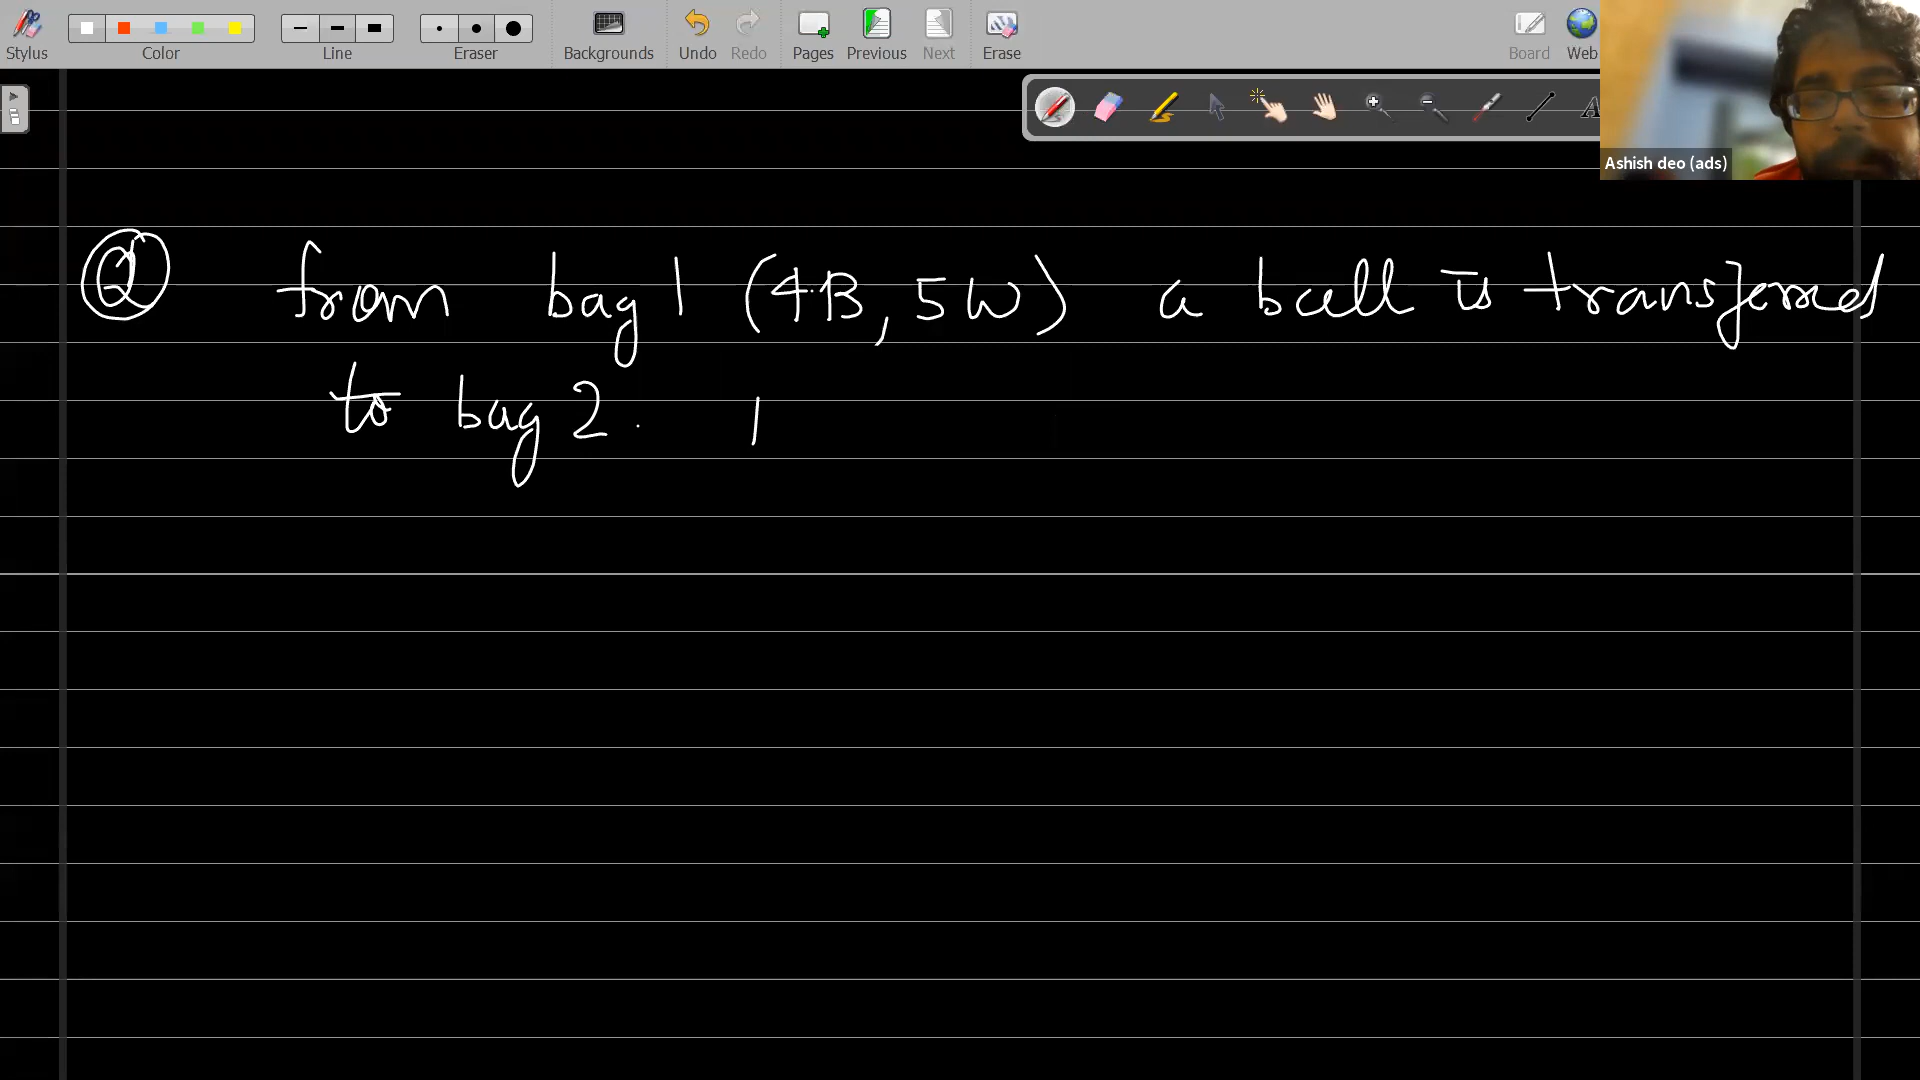 Stylus Color Line Eraser Backgrounds Undo Redo Pages Previous Next Erase Board Web
A
Ashish deo (ads)
Q from bag 1 (4B, 5W) a ball is transferred
to bag 2. |